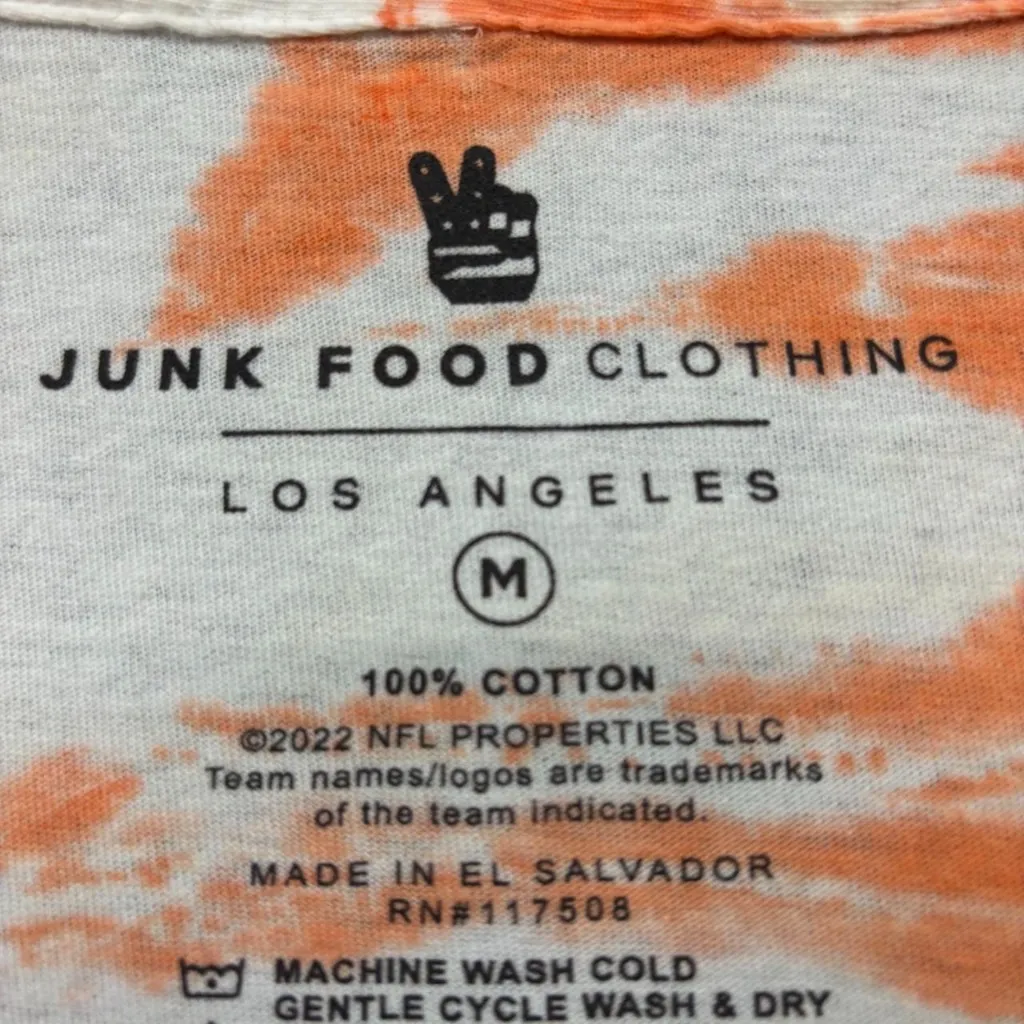 JUNK FOOD CLOTHING
LOS ANGELES
M
100% COTTON
©2022 NFL PROPERTIES LLC
Team names/logos are trademarks
of the team indicated.
MADE IN EL SALVADOR
RN#117508
MACHINE WASH COLD
GENTLE CYCLE WASH & DRY